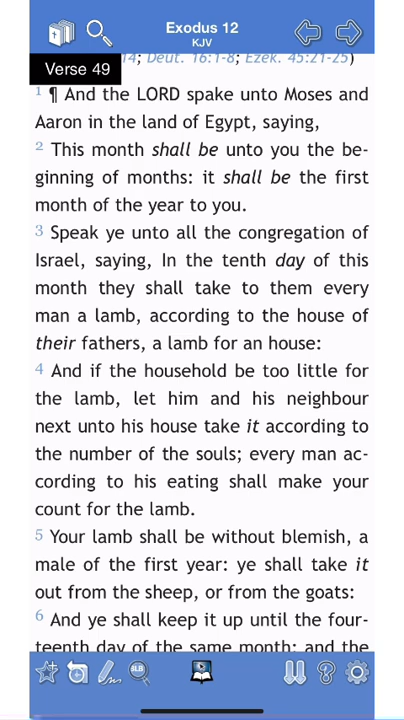 Exodus 12
KJV
14; Deut. 16:1-8; Ezek. 45:21-25)
Verse 49
1 ¶ And the LORD spake unto Moses and
Aaron in the land of Egypt, saying,
2 This month shall be unto you the be-
ginning of months: it shall be the first
month of the year to you.
3 Speak ye unto all the congregation of
Israel, saying, In the tenth day of this
month they shall take to them every
man a lamb, according to the house of
their fathers, a lamb for an house:
4 And if the household be too little for
the lamb, let him and his neighbour
next unto his house take it according to
the number of the souls; every man ac-
cording to his eating shall make your
count for the lamb.
5 Your lamb shall be without blemish, a
male of the first year: ye shall take it
out from the sheep, or from the goats:
6 And ye shall keep it up until the four-
teenth day of the same month: and the
SLB